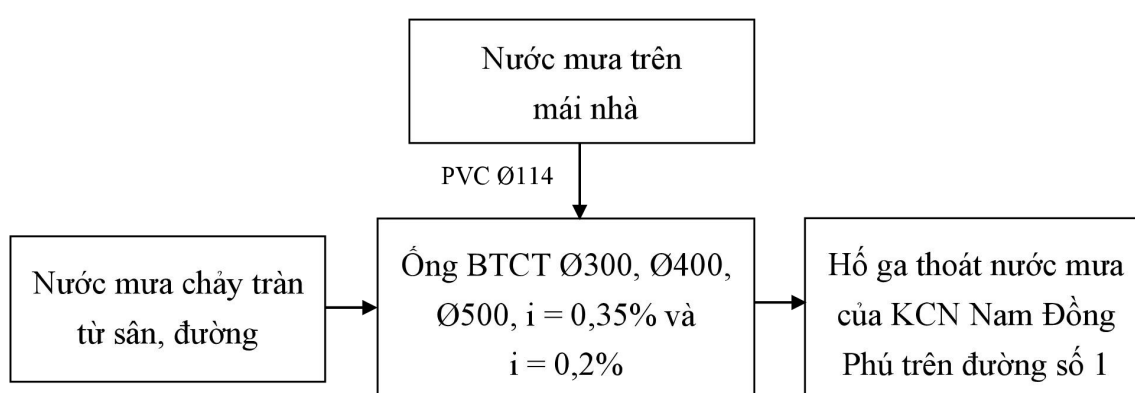 Nước mưa trên
mái nhà
PVC Ø114
Nước mưa chảy tràn
từ sân, đường
Ống BTCT Ø300, Ø400,
Ø500, i = 0,35% và
i = 0,2%
Hố ga thoát nước mưa
của KCN Nam Đồng
Phú trên đường số 1